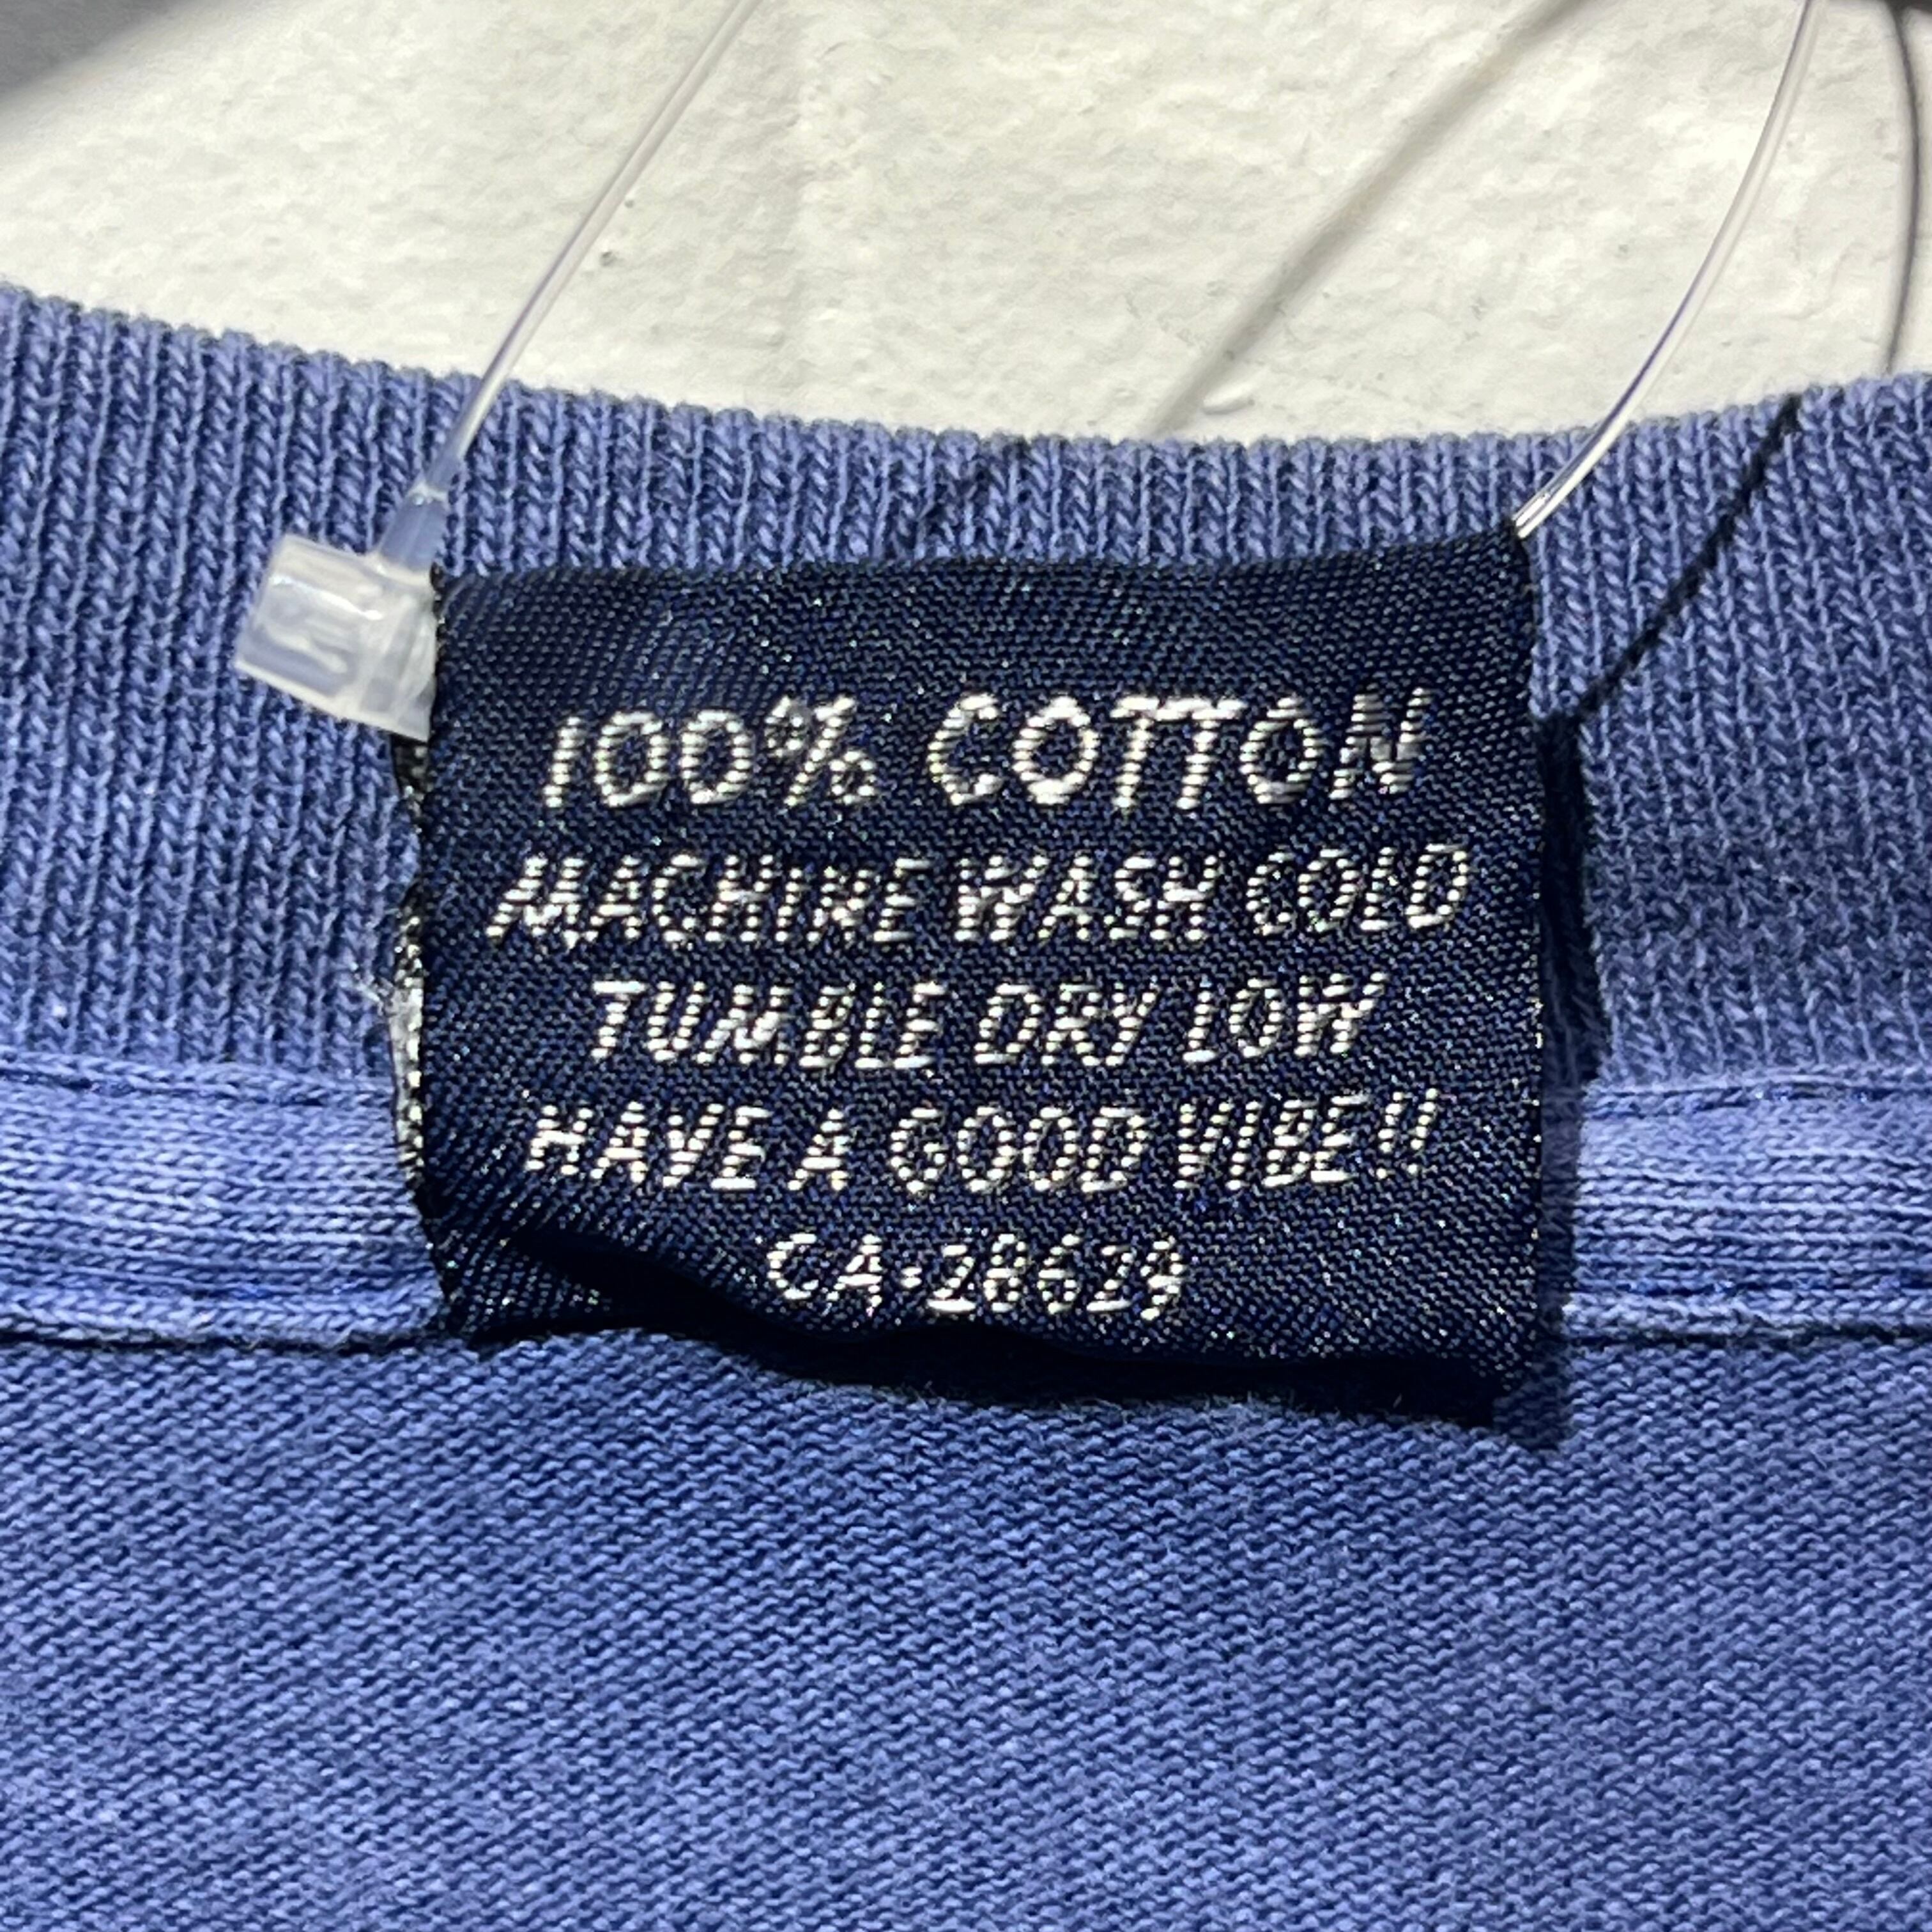 100% COTTON
MACHINE WASH COLD
TUMBLE DRY LOW
HAVE A GOOD VIBE!!
CA-28629